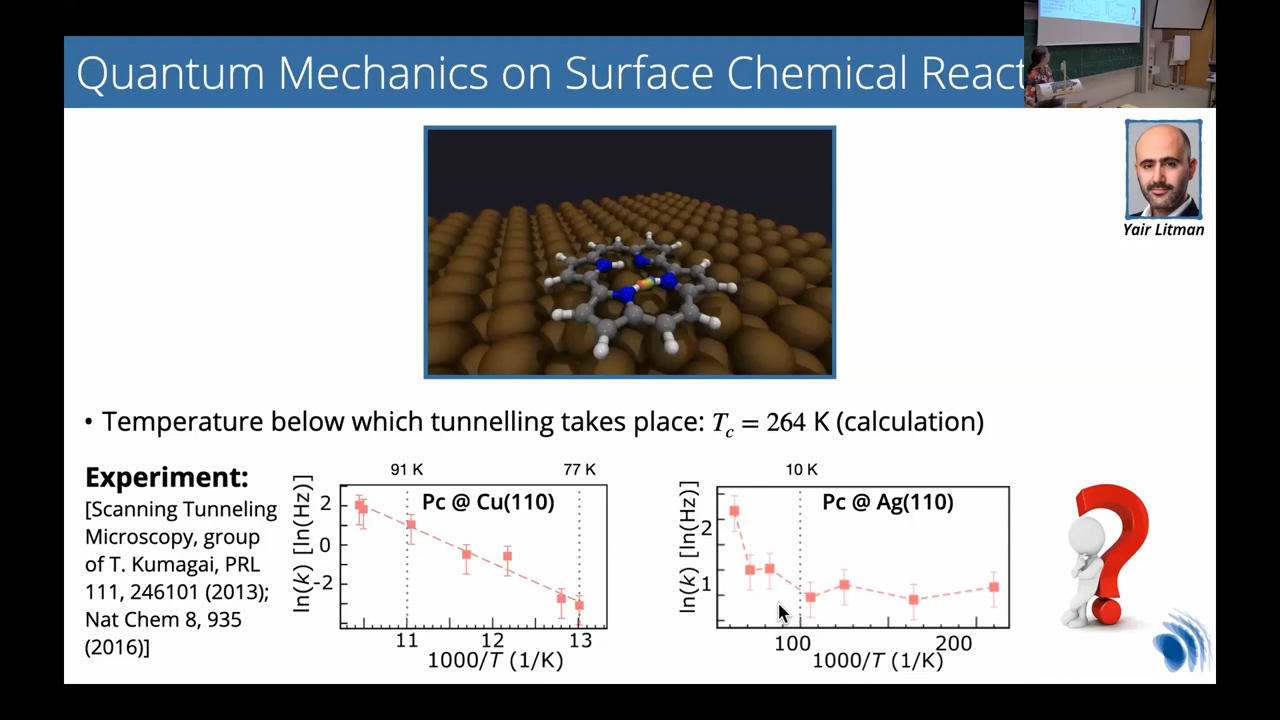 Quantum Mechanics on Surface Chemical React
Yair Litman
• Temperature below which tunnelling takes place: T_c = 264 K (calculation)
Experiment:
[Scanning Tunneling
Microscopy, group
of T. Kumagai, PRL
111, 246101 (2013);
Nat Chem 8, 935
(2016)]
91 K
77 K
Pc @ Cu(110)
ln(k) [ln(Hz)]
2
0
-2
11
12
13
1000/T (1/K)
10 K
Pc @ Ag(110)
ln(k) [ln(Hz)]
2
1
100
200
1000/T (1/K)
?